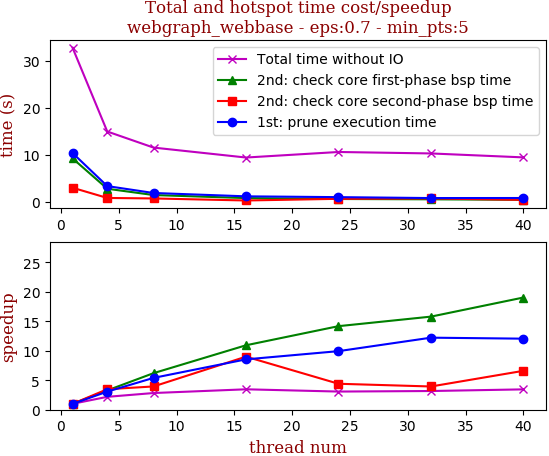 Total and hotspot time cost/speedup
webgraph_webbase - eps:0.7 - min_pts:5
time (s)
30
20
10
0
Total time without IO
2nd: check core first-phase bsp time
2nd: check core second-phase bsp time
1st: prune execution time
0 5 10 15 20 25 30 35 40
speedup
25
20
15
10
5
0
0 5 10 15 20 25 30 35 40
thread num